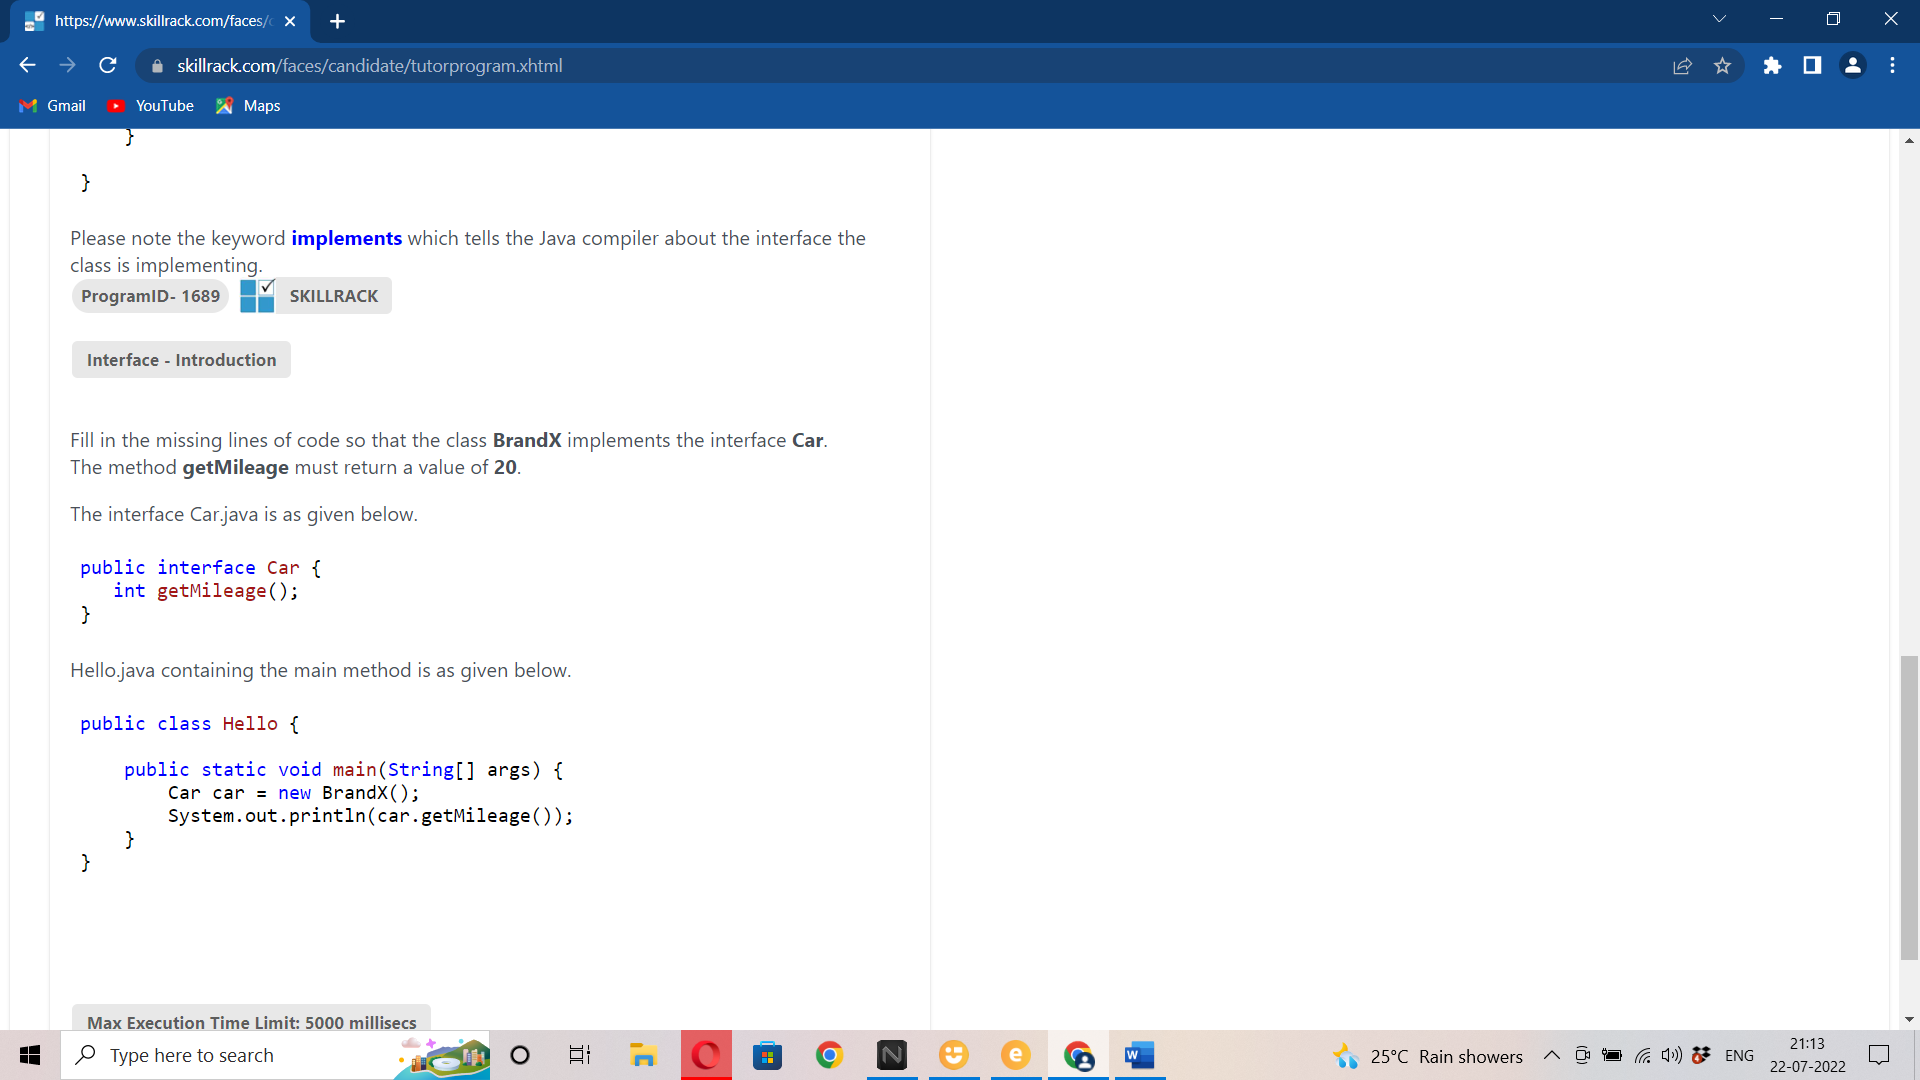 https://www.skillrack.com/faces/c
skillrack.com/faces/candidate/tutorprogram.xhtml
Gmail YouTube Maps
}
}
Please note the keyword implements which tells the Java compiler about the interface the
class is implementing.
ProgramID- 1689 SKILLRACK
Interface - Introduction
Fill in the missing lines of code so that the class BrandX implements the interface Car.
The method getMileage must return a value of 20.
The interface Car.java is as given below.
public interface Car {
int getMileage();
}
Hello.java containing the main method is as given below.
public class Hello {
public static void main(String[] args) {
Car car = new BrandX();
System.out.println(car.getMileage());
}
}
Max Execution Time Limit: 5000 millisecs
Type here to search
25°C Rain showers
ENG
21:13
22-07-2022